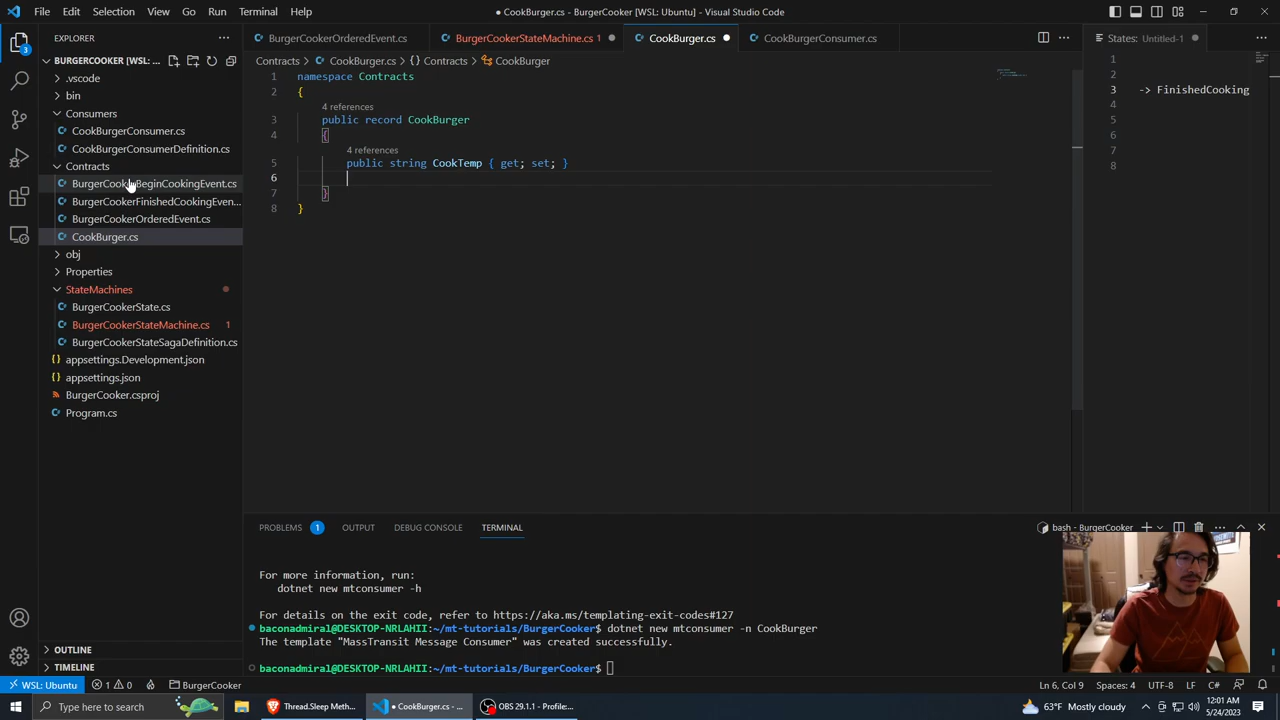 File Edit Selection View Go Run Terminal Help
• CookBurger.cs - BurgerCooker [WSL: Ubuntu] - Visual Studio Code
EXPLORER
BURGERCOOKER [WSL: ...
.vscode
bin
Consumers
CookBurgerConsumer.cs
CookBurgerConsumerDefinition.cs
Contracts
BurgerCook BeginCookingEvent.cs
BurgerCookerFinishedCookingEven...
BurgerCookerOrderedEvent.cs
CookBurger.cs
obj
Properties
StateMachines
BurgerCookerState.cs
BurgerCookerStateMachine.cs 1
BurgerCookerStateSagaDefinition.cs
appsettings.Development.json
appsettings.json
BurgerCooker.csproj
Program.cs
OUTLINE
TIMELINE
3
BurgerCookerOrderedEvent.cs
BurgerCookerStateMachine.cs 1
CookBurger.cs
CookBurgerConsumer.cs
Contracts > CookBurger.cs > {} Contracts > CookBurger
1 namespace Contracts
2 {
4 references
3 public record CookBurger
4 {
4 references
5 public string CookTemp { get; set; }
6
7 }
8 }
States: Untitled-1
1
2
3 -> FinishedCooking
4
5
6
7
8
PROBLEMS 1 OUTPUT DEBUG CONSOLE TERMINAL
bash - BurgerCooker
For more information, run:
dotnet new mtconsumer -h
For details on the exit code, refer to https://aka.ms/templating-exit-codes#127
baconadmiral@DESKTOP-NRLAHII:~/mt-tutorials/BurgerCooker$ dotnet new mtconsumer -n CookBurger
The template "MassTransit Message Consumer" was created successfully.
baconadmiral@DESKTOP-NRLAHII:~/mt-tutorials/BurgerCooker$
WSL: Ubuntu 1 0 BurgerCooker
Ln 6, Col 9 Spaces: 4 UTF-8 LF C#
Type here to search
Thread.Sleep Meth...
• CookBurger.cs - ...
OBS 29.1.1 - Profile:...
63°F Mostly cloudy
12:01 AM
5/24/2023